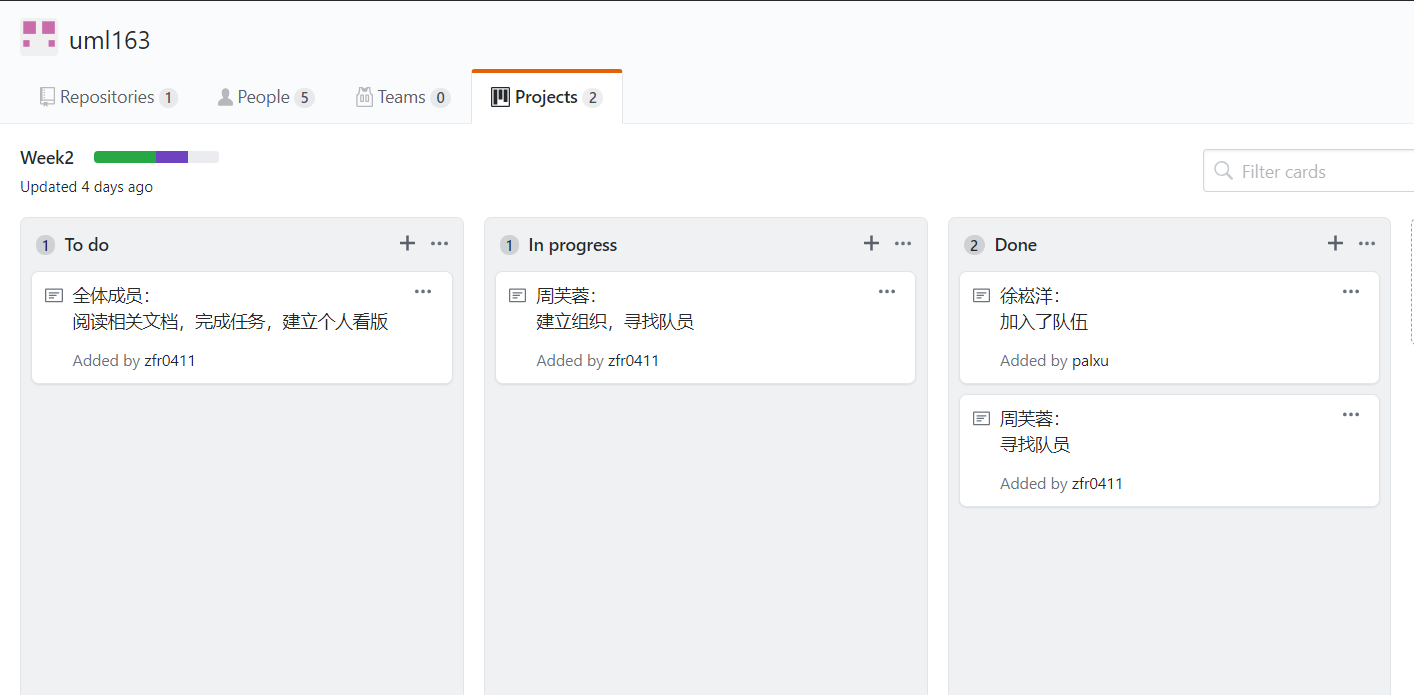 uml163
Repositories 1
People 5
Teams 0
Projects 2
Week2
Updated 4 days ago
Filter cards
1 To do
全体成员：
阅读相关文档，完成任务，建立个人看版
Added by zfr0411
1 In progress
周芙蓉：
建立组织，寻找队员
Added by zfr0411
2 Done
徐崧洋：
加入了队伍
Added by palxu
周芙蓉：
寻找队员
Added by zfr0411